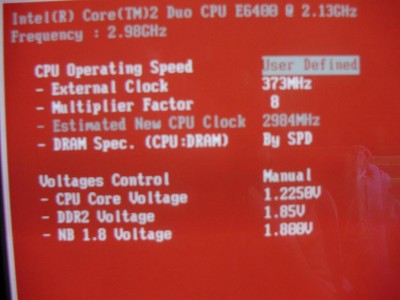 Intel(R) Core(TM)2 Duo CPU E6400 @ 2.13GHz
Frequency : 2.98GHz
CPU Operating Speed User Defined
- External Clock 373MHz
- Multiplier Factor 8
- Estimated New CPU Clock 2984MHz
- DRAM Spec. (CPU:DRAM) By SPD
Voltages Control Manual
- CPU Core Voltage 1.2250V
- DDR2 Voltage 1.85V
- NB 1.8 Voltage 1.800V